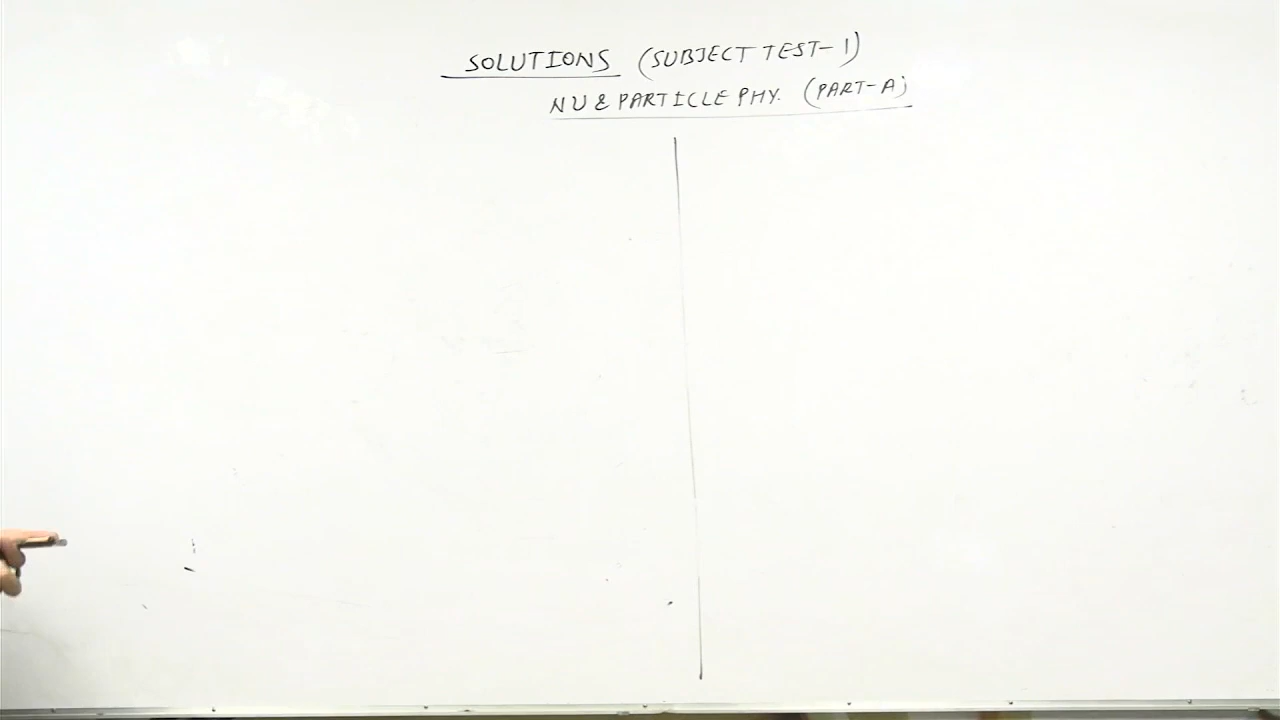 SOLUTIONS (SUBJECT TEST-1)
NU & PARTICLE PHY. (PART-A)